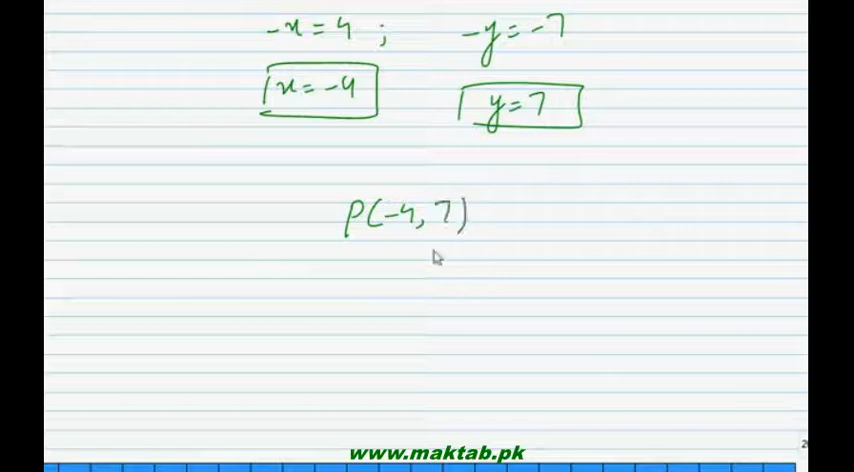 -x = 4 ; -y = -7
x = -4 y = 7
P(-4, 7)
www.maktab.pk